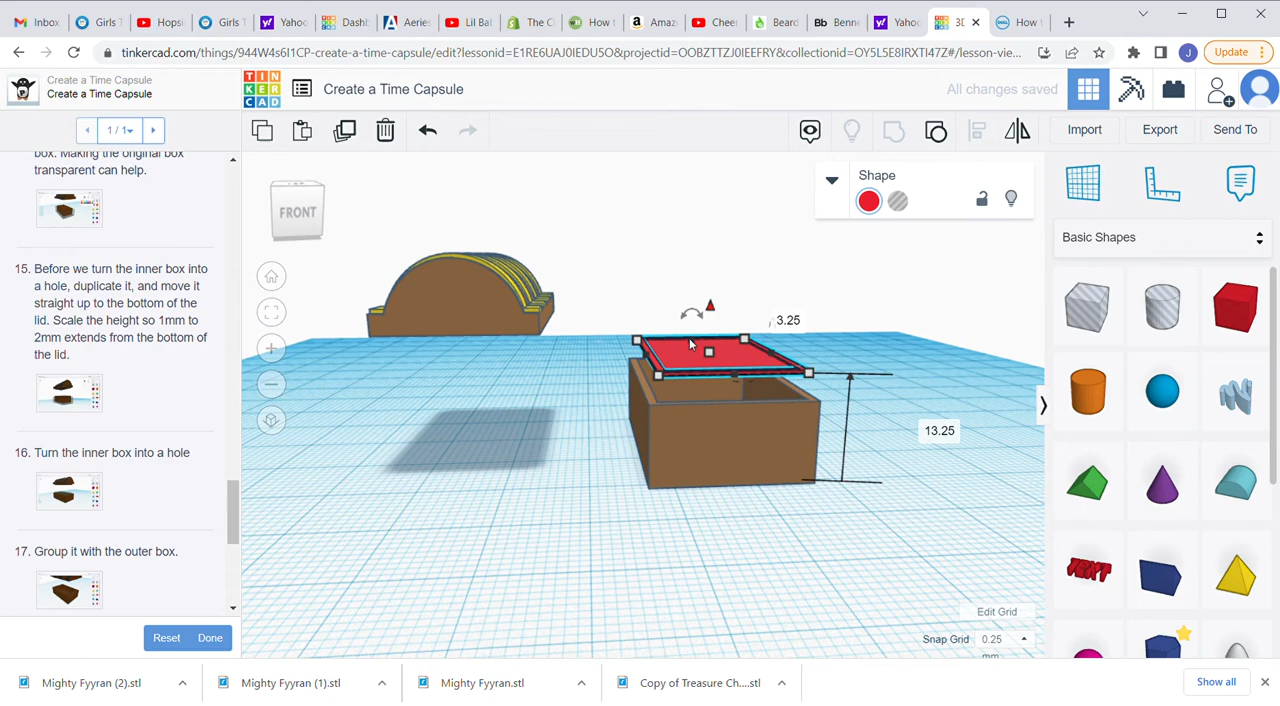 Inbox
Girls T
Hopsi
Girls T
Yahoo
Dashb
Aeries
Lil Bal
The C
How t
Amaz
Cheer
Beard
Bb Benne
Yahoo
3D
How t
tinkercad.com/things/944W4s6I1CP-create-a-time-capsule/edit?lessonid=E1RE6UAJ0IEDU5O&projectid=OOBZTTZJ0IEEFRY&collectionid=OY5L5E8IRXTI47Z#/lesson-view...
J
Update
Create a Time Capsule
Create a Time Capsule
TIN
KER
CAD
Create a Time Capsule
All changes saved
1 / 1
Import
Export
Send To
box. Making the original box
transparent can help.
15. Before we turn the inner box into
a hole, duplicate it, and move it
straight up to the bottom of the
lid. Scale the height so 1mm to
2mm extends from the bottom of
the lid.
16. Turn the inner box into a hole
17. Group it with the outer box.
Reset
Done
FRONT
Shape
3.25
13.25
Basic Shapes
TEXT
Edit Grid
Snap Grid
0.25
mm
Mighty Fyyran (2).stl
Mighty Fyyran (1).stl
Mighty Fyyran.stl
Copy of Treasure Ch....stl
Show all